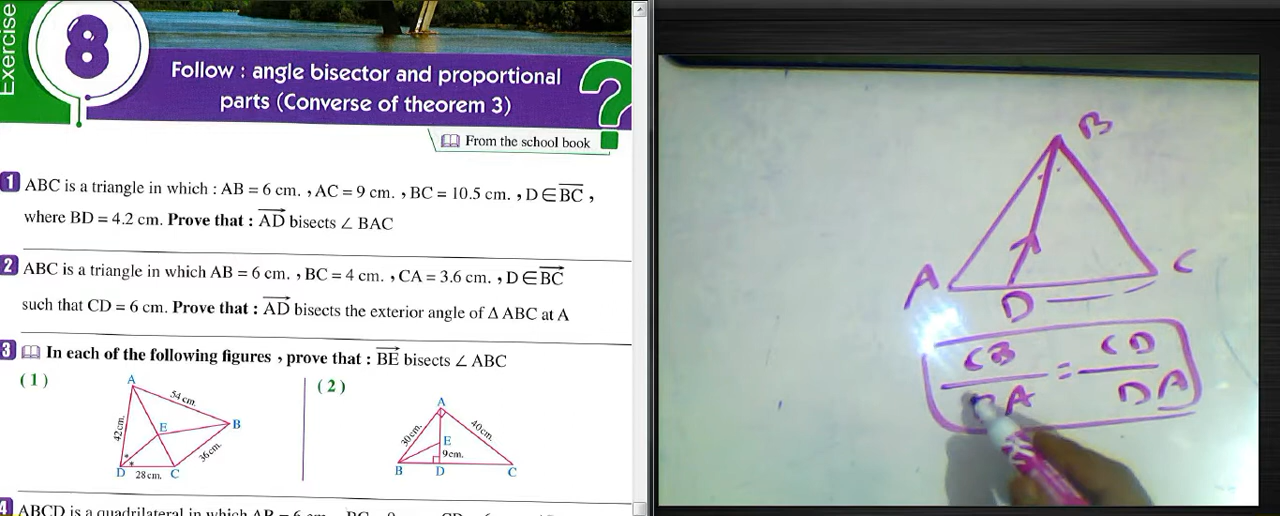 Exercise
8
Follow : angle bisector and proportional
parts (Converse of theorem 3)
?
From the school book
1 ABC is a triangle in which : AB = 6 cm. , AC = 9 cm. , BC = 10.5 cm. , D ∈ BC ,
where BD = 4.2 cm. Prove that : AD bisects ∠ BAC
2 ABC is a triangle in which AB = 6 cm. , BC = 4 cm. , CA = 3.6 cm. , D ∈ BC
such that CD = 6 cm. Prove that : AD bisects the exterior angle of Δ ABC at A
3 In each of the following figures , prove that : BE bisects ∠ ABC
(1) (2)
A
54 cm.
42 cm.
E
B
36 cm.
D
28 cm.
C
A
30 cm.
40 cm.
E
9 cm.
B
D
C
4 ABCD is a quadrilateral in which AB = 6 cm.
B
A
C
D
CB = CD
A DA